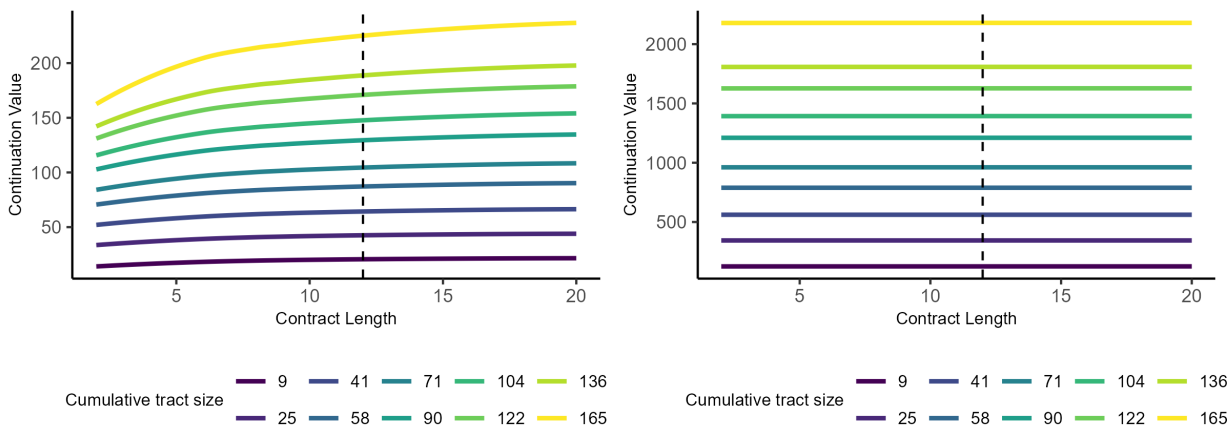 200
150
100
50
Continuation Value
5 10 15 20
Contract Length
Cumulative tract size
9 41 71 104 136
25 58 90 122 165
2000
1500
1000
500
Continuation Value
5 10 15 20
Contract Length
Cumulative tract size
9 41 71 104 136
25 58 90 122 165